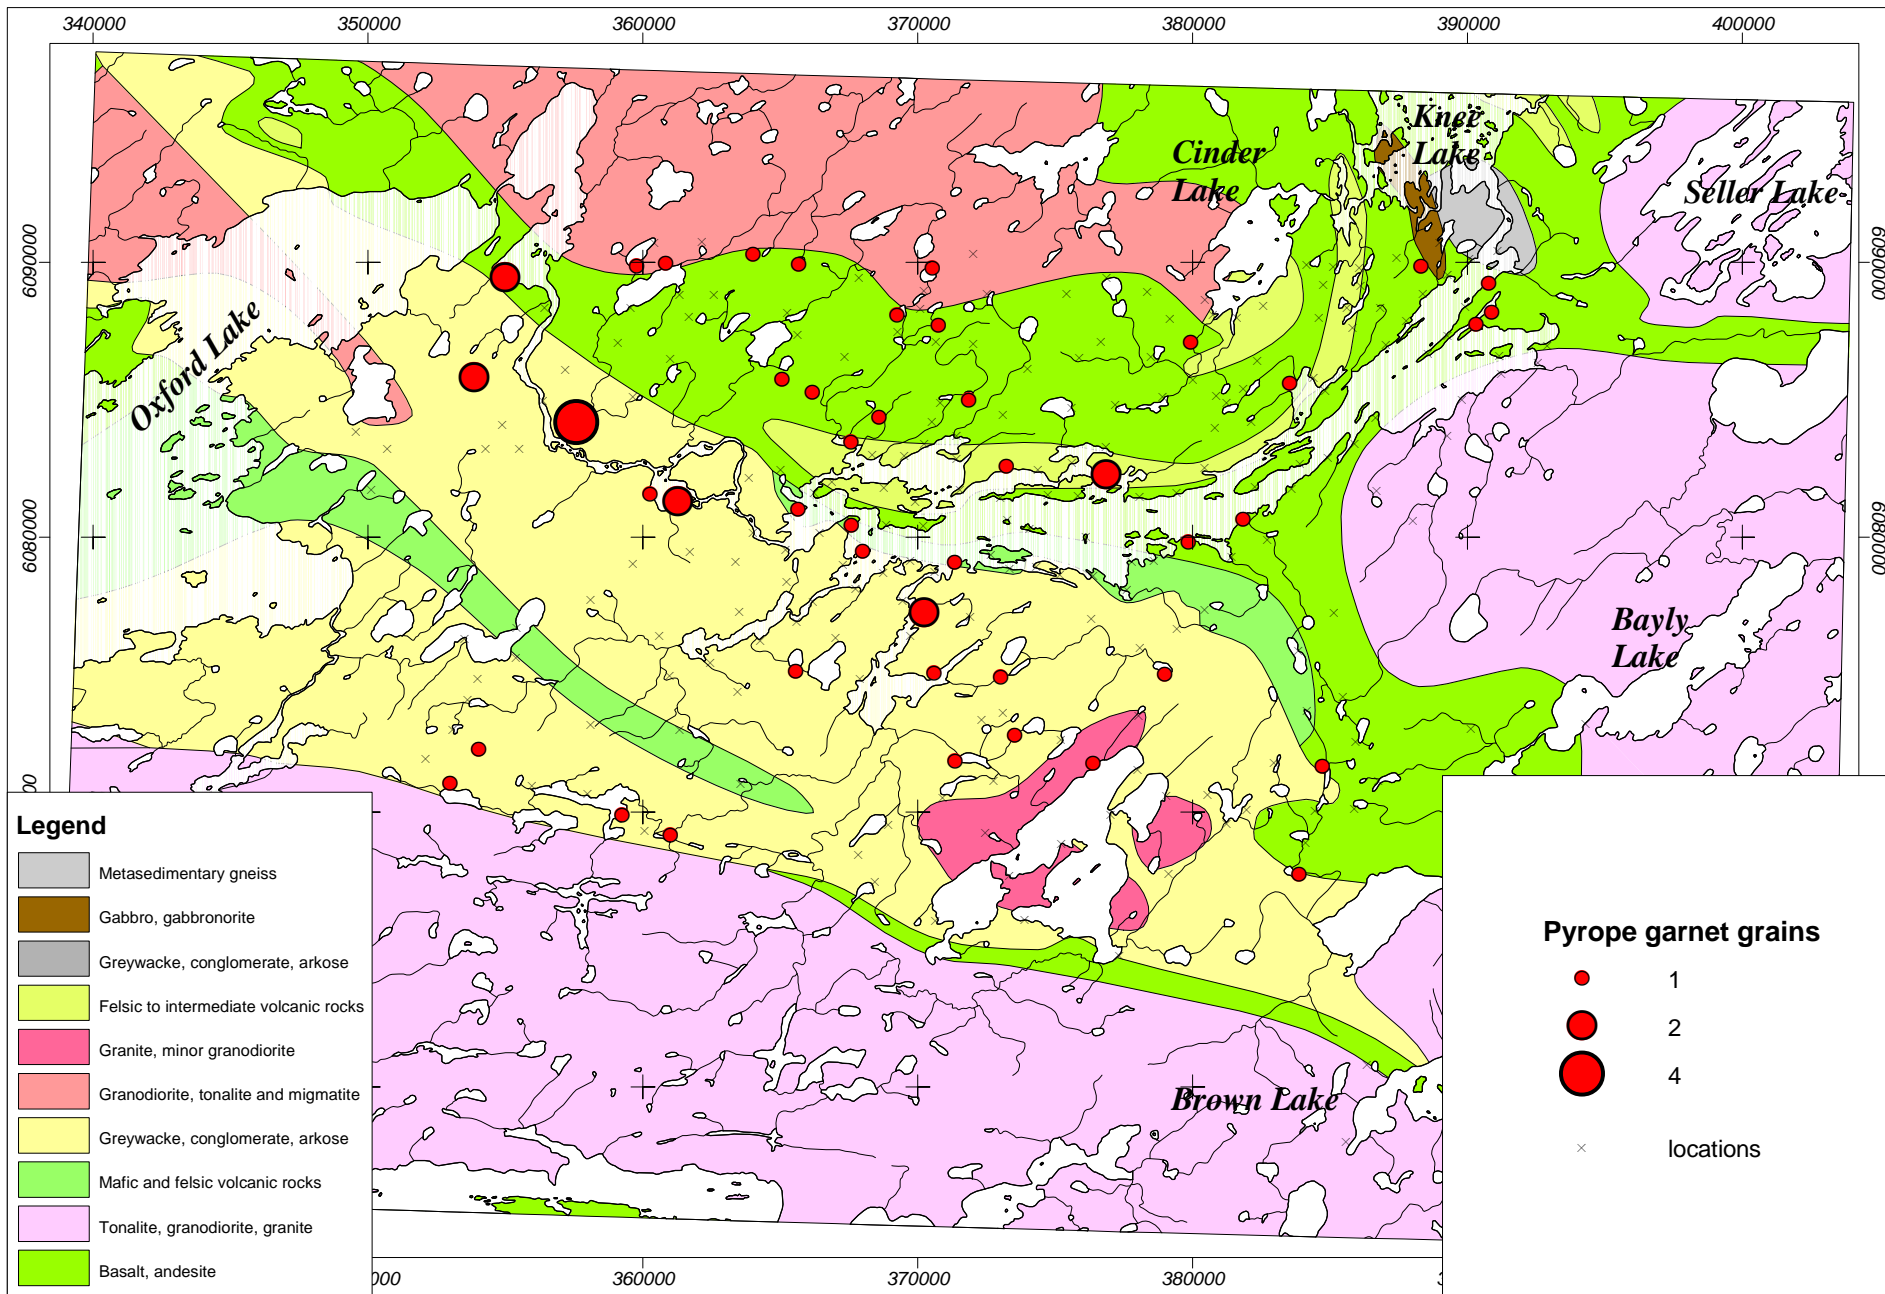 340000 350000 360000 370000 380000 390000 400000
Knee
Lake
Cinder
Lake
Seller Lake
6090000
6090000
Oxford Lake
6080000
6080000
Bayly
Lake
Brown Lake
Legend
Metasedimentary gneiss
Gabbro, gabbronorite
Greywacke, conglomerate, arkose
Felsic to intermediate volcanic rocks
Granite, minor granodiorite
Granodiorite, tonalite and migmatite
Greywacke, conglomerate, arkose
Mafic and felsic volcanic rocks
Tonalite, granodiorite, granite
Basalt, andesite
Pyrope garnet grains
1
2
4
locations
360000 370000 380000